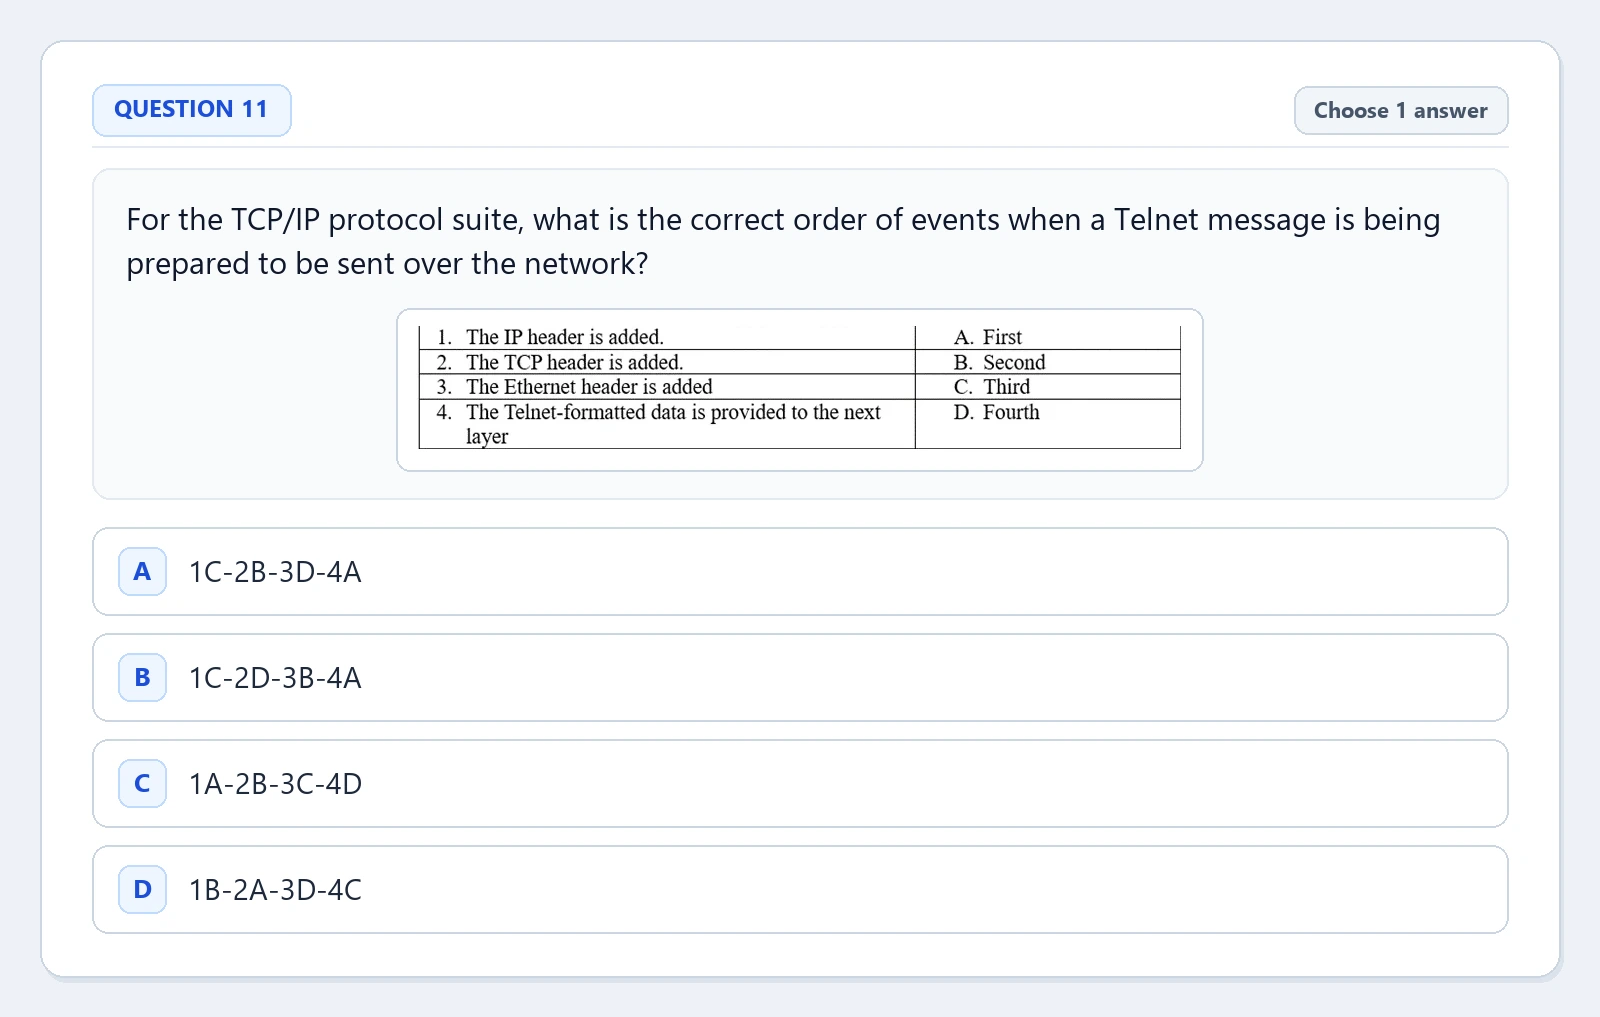 QUESTION 11
Choose 1 answer
For the TCP/IP protocol suite, what is the correct order of events when a Telnet message is being
prepared to be sent over the network?
1. The IP header is added. A. First
2. The TCP header is added. B. Second
3. The Ethernet header is added C. Third
4. The Telnet-formatted data is provided to the next D. Fourth
layer
A 1C-2B-3D-4A
B 1C-2D-3B-4A
C 1A-2B-3C-4D
D 1B-2A-3D-4C